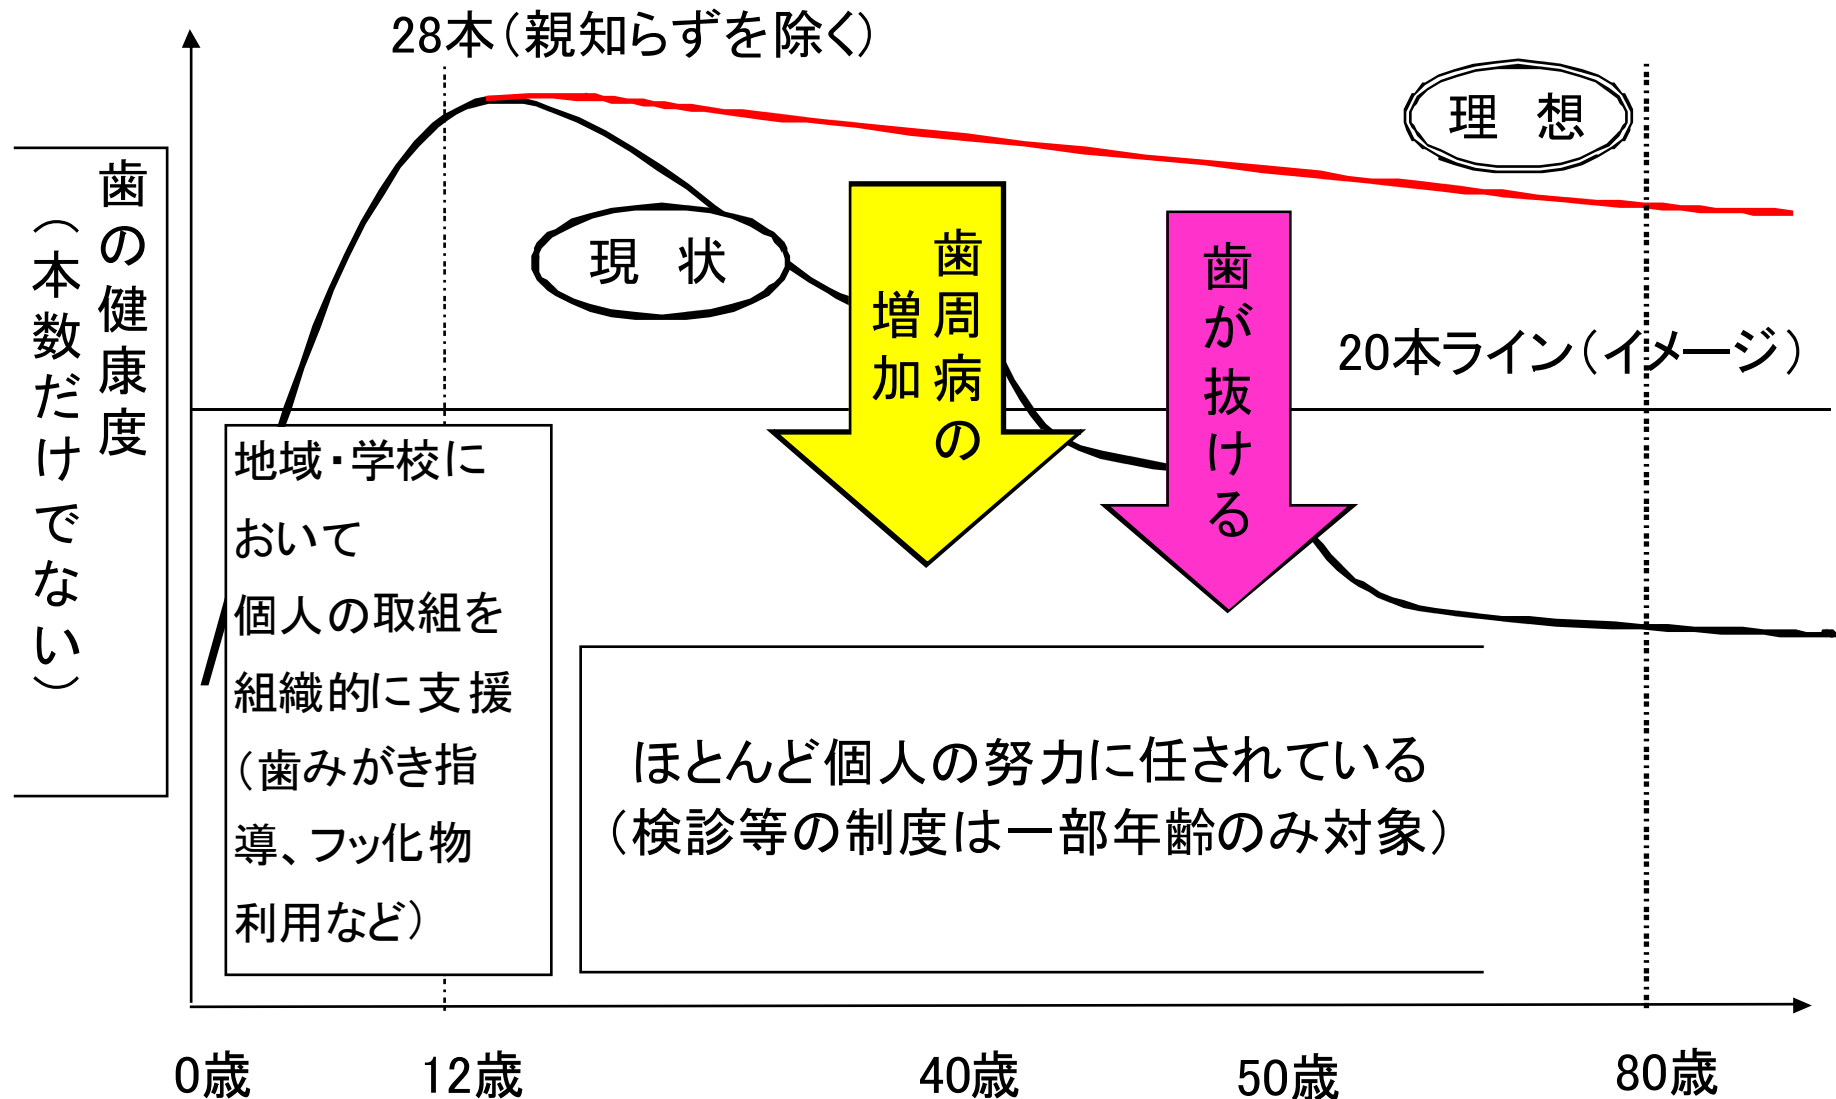 28本（親知らずを除く）
理　想
歯の健康度
（本数だけでない）
現　状
歯周病の
増加
歯が抜ける
20本ライン（イメージ）
地域・学校に
おいて
個人の取組を
組織的に支援
（歯みがき指
導、フッ化物
利用など）
ほとんど個人の努力に任されている
（検診等の制度は一部年齢のみ対象）
0歳
12歳
40歳
50歳
80歳